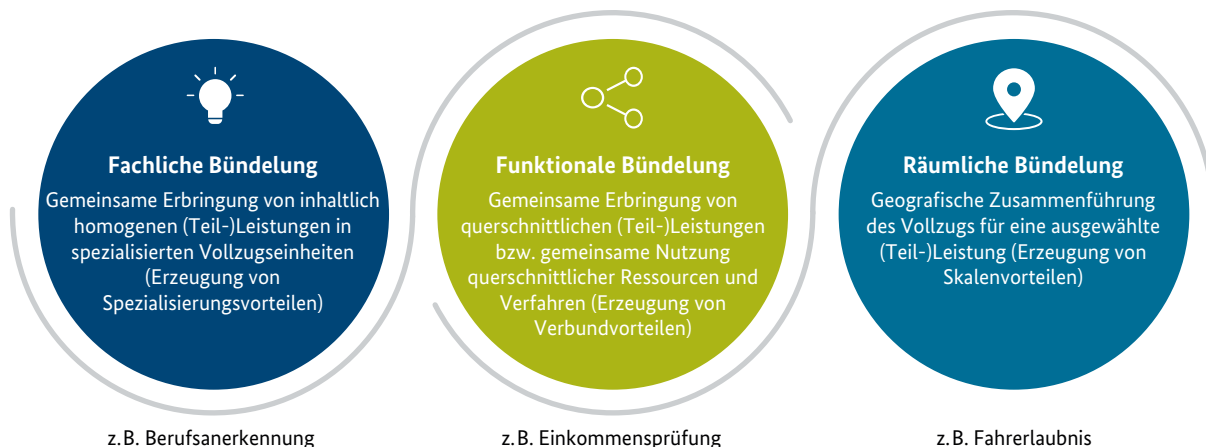 Fachliche Bündelung
Gemeinsame Erbringung von inhaltlich
homogenen (Teil-)Leistungen in
spezialisierten Vollzugseinheiten
(Erzeugung von
Spezialisierungsvorteilen)
z.B. Berufsanerkennung
Funktionale Bündelung
Gemeinsame Erbringung von
querschnittlichen (Teil-)Leistungen
bzw. gemeinsame Nutzung
querschnittlicher Ressourcen und
Verfahren (Erzeugung von
Verbundvorteilen)
z.B. Einkommensprüfung
Räumliche Bündelung
Geografische Zusammenführung
des Vollzugs für eine ausgewählte
(Teil-)Leistung (Erzeugung von
Skalenvorteilen)
z.B. Fahrerlaubnis